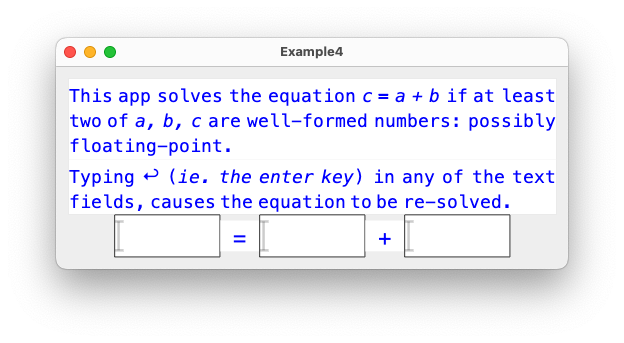 Example4
This app solves the equation c = a + b if at least
two of a, b, c are well-formed numbers: possibly
floating-point.
Typing ↩ (ie. the enter key) in any of the text
fields, causes the equation to be re-solved.
= +